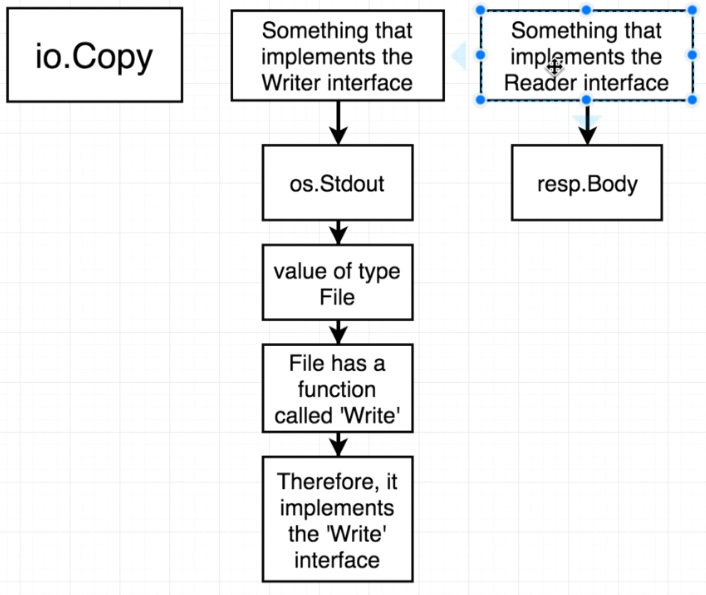 io.Copy
Something that
implements the
Writer interface
Something that
implements the
Reader interface
os.Stdout
resp.Body
value of type
File
File has a
function
called 'Write'
Therefore, it
implements
the 'Write'
interface